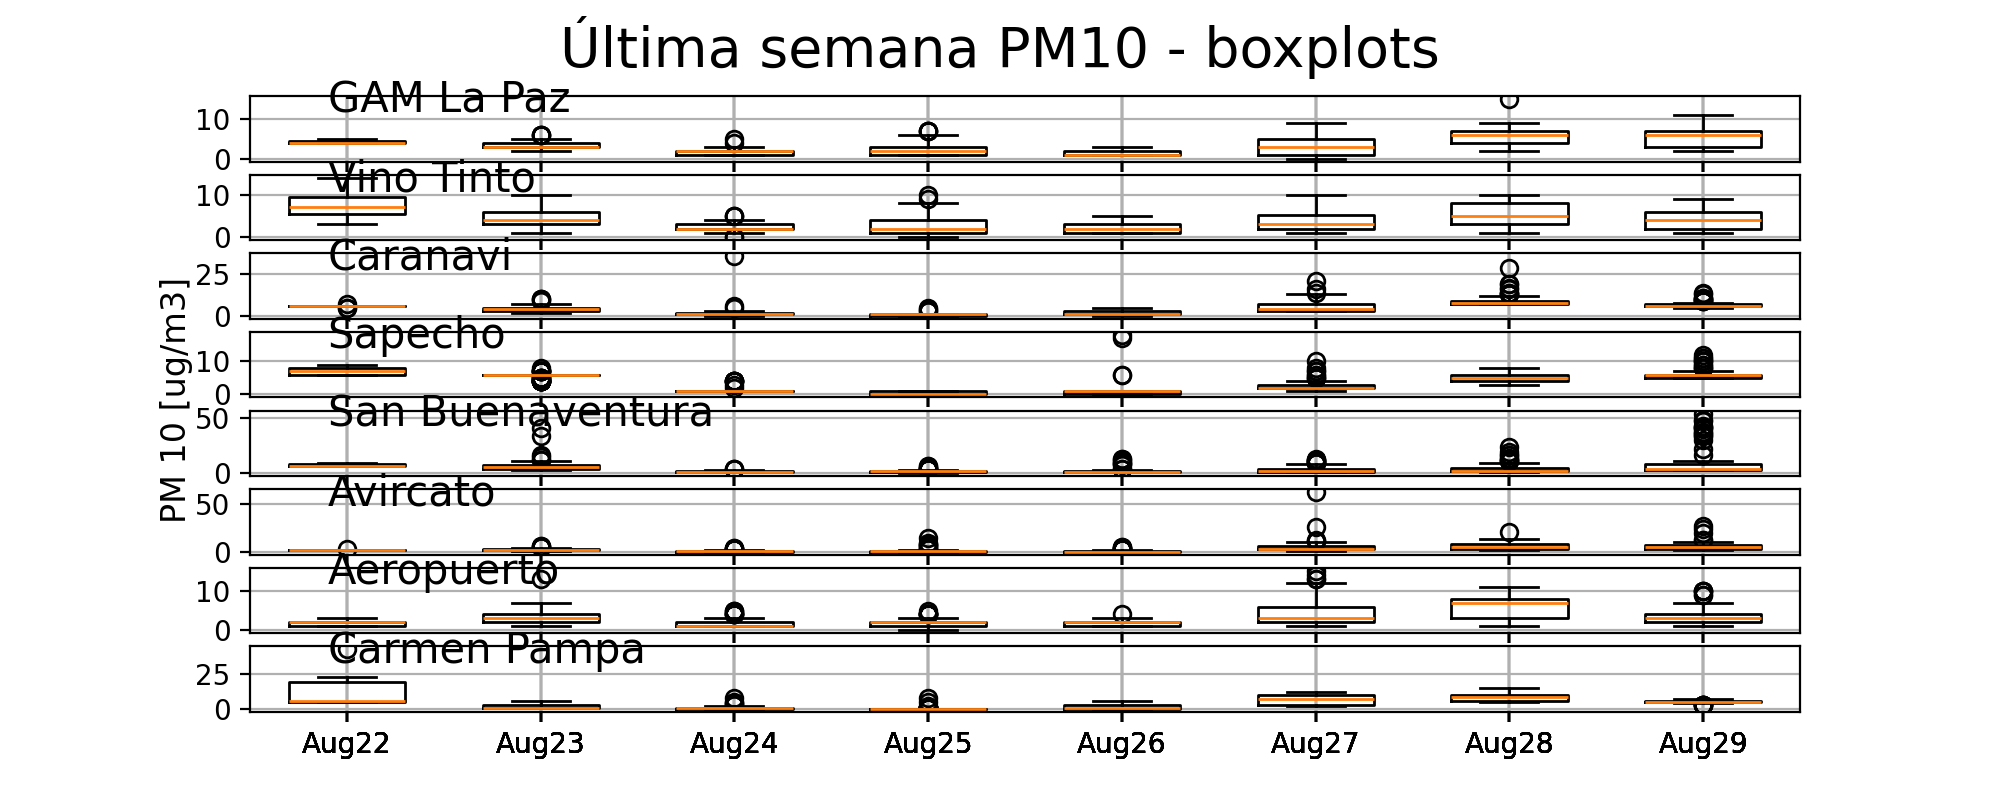 Última semana PM10 - boxplots
GAM La Paz
10
0
Vino Tinto
10
0
Caranavi
25
0
Sapecho
10
0
San Buenaventura
50
0
Avircato
50
0
Aeropuerto
10
0
Carmen Pampa
25
0
PM 10 [ug/m3]
Aug22 Aug23 Aug24 Aug25 Aug26 Aug27 Aug28 Aug29